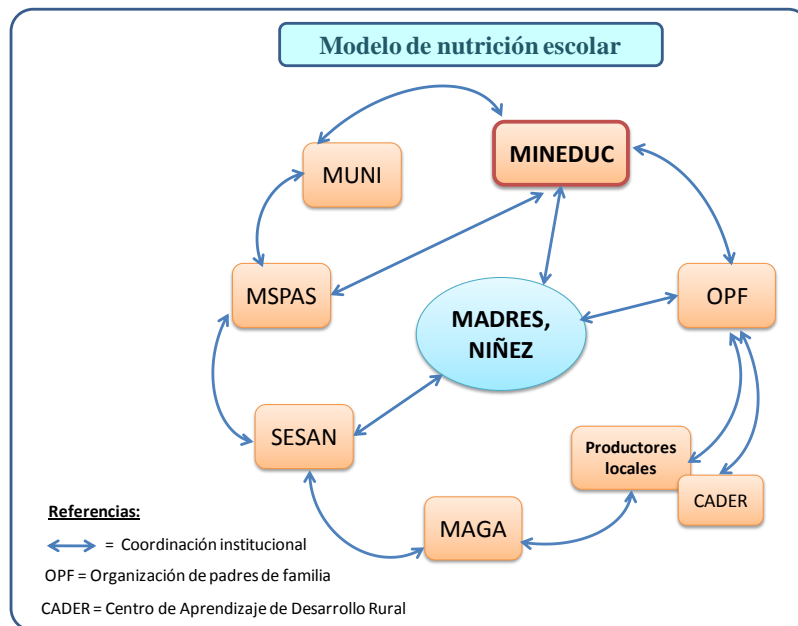 Modelo de nutrición escolar
MINEDUC
MUNI
MSPAS
OPF
MADRES,
NIÑEZ
SESAN
Productores
locales
CADER
MAGA
Referencias:
= Coordinación institucional
OPF = Organización de padres de familia
CADER = Centro de Aprendizaje de Desarrollo Rural